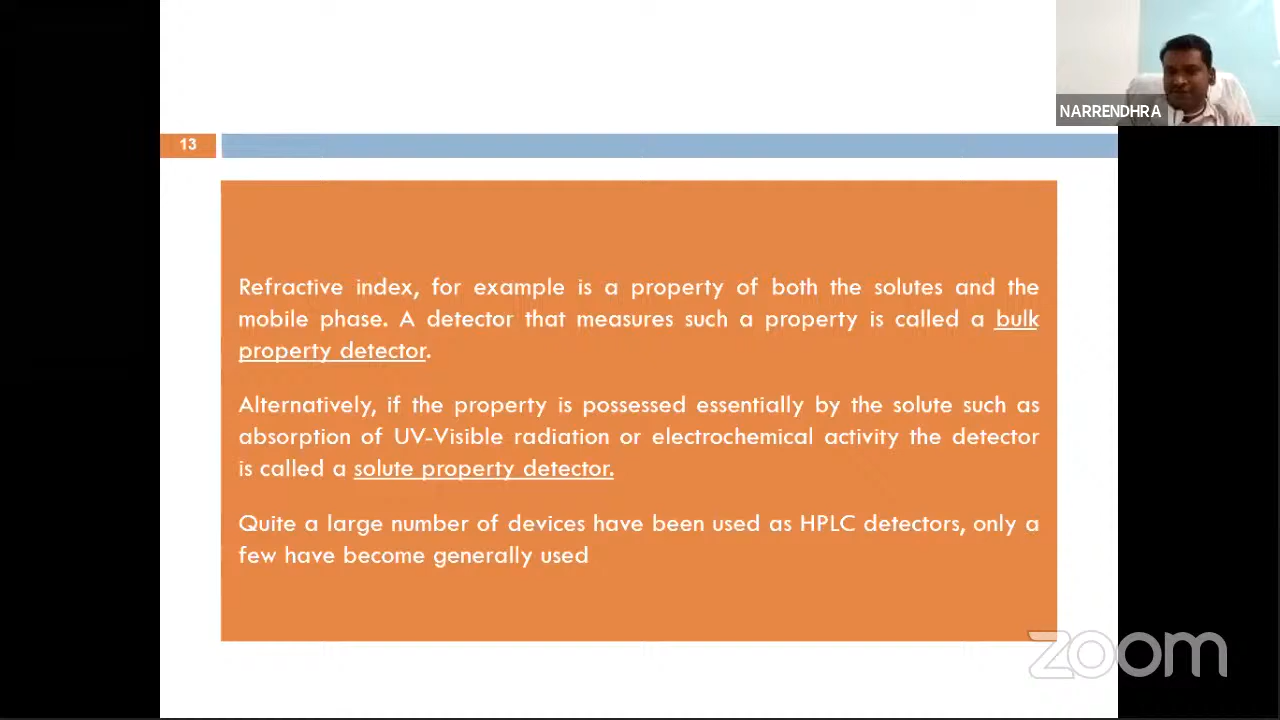 NARRENDHRA
13
Refractive index, for example is a property of both the solutes and the
mobile phase. A detector that measures such a property is called a bulk
property detector.
Alternatively, if the property is possessed essentially by the solute such as
absorption of UV-Visible radiation or electrochemical activity the detector
is called a solute property detector.
Quite a large number of devices have been used as HPLC detectors, only a
few have become generally used
zoom